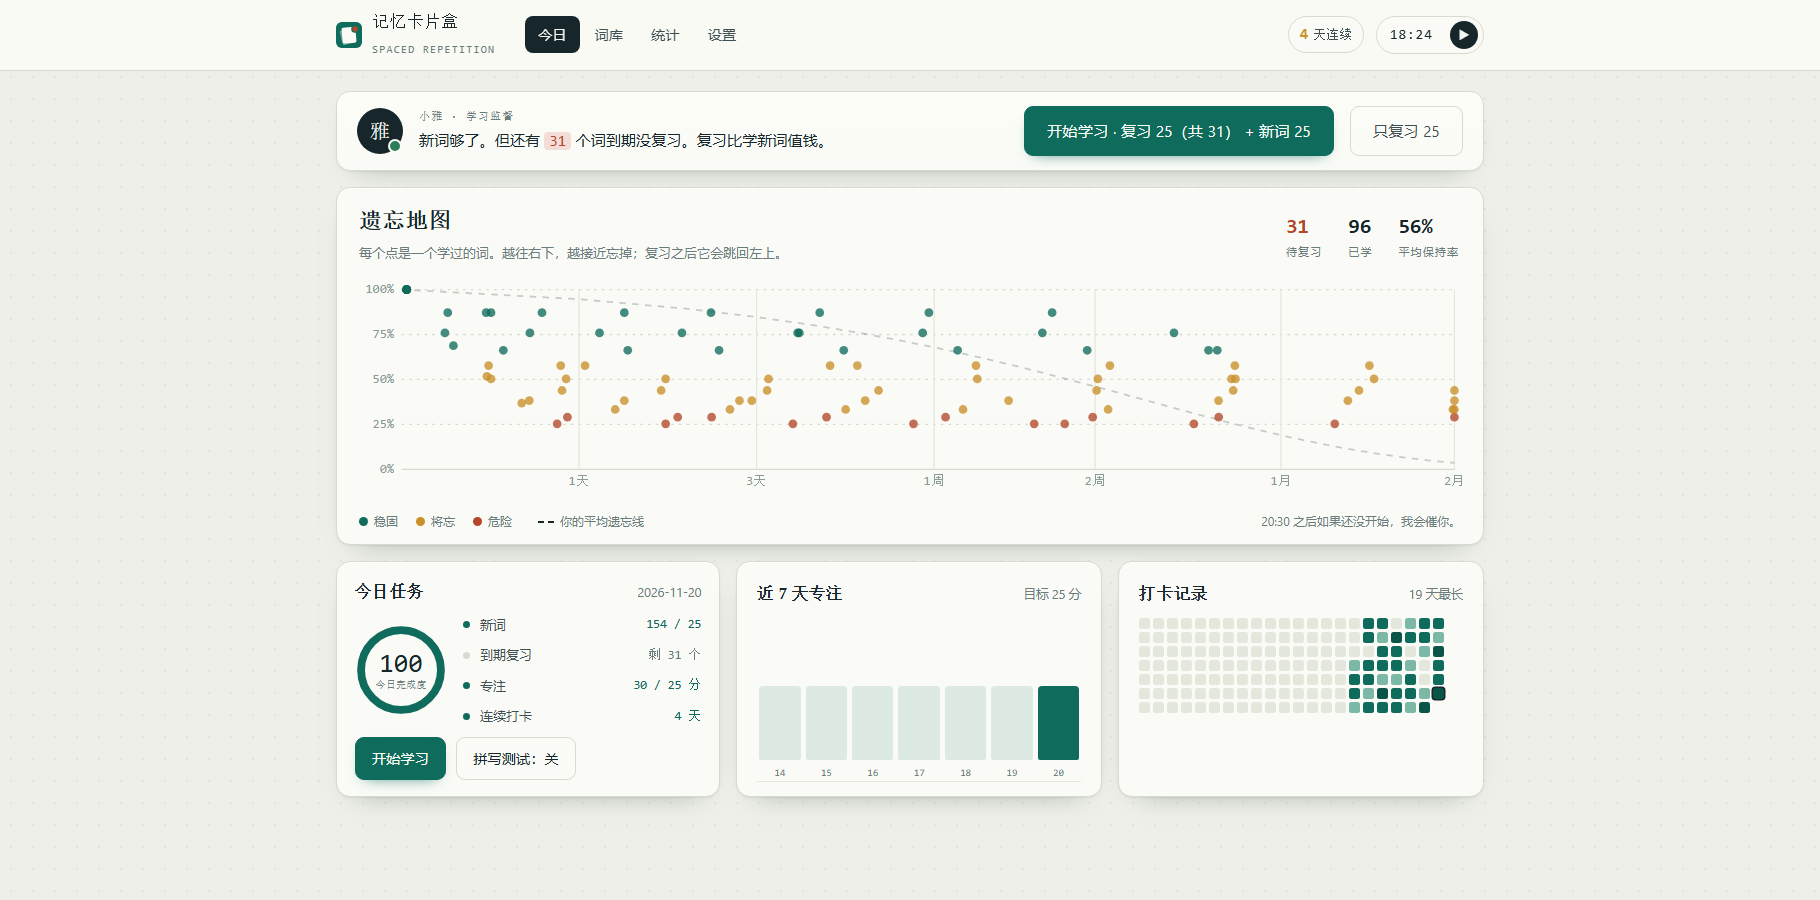 记忆卡片盒
SPACED REPETITION
今日 词库 统计 设置
4 天连续
18:24
雅
小雅 · 学习监督
新词够了。但还有 31 个词到期没复习。复习比学新词值钱。
开始学习 · 复习 25（共 31） + 新词 25
只复习 25
遗忘地图
每个点是一个学过的词。越往右下，越接近忘掉；复习之后它会跳回左上。
31 96 56%
待复习 已学 平均保持率
100%
75%
50%
25%
0%
1天 3天 1周 2周 1月 2月
稳固 将忘 危险 你的平均遗忘线
20:30 之后如果还没开始，我会催你。
今日任务 2026-11-20
100
今日完成度
新词 154 / 25
到期复习 剩 31 个
专注 30 / 25 分
连续打卡 4 天
开始学习 拼写测试：关
近 7 天专注 目标 25 分
14 15 16 17 18 19 20
打卡记录 19 天最长